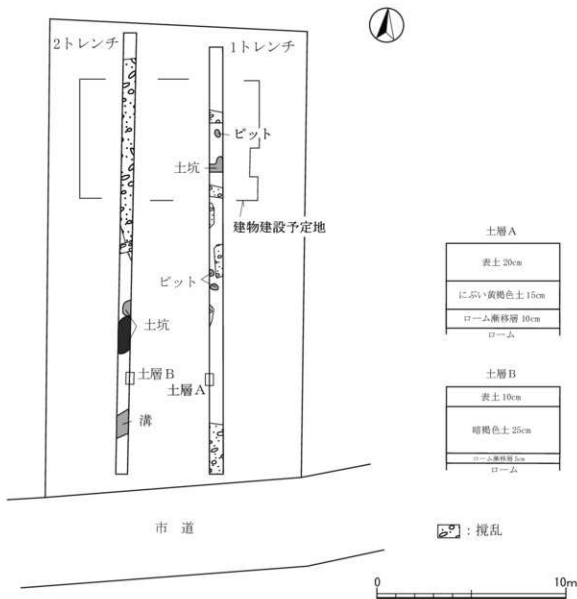 2トレンチ
1トレンチ
ピット
土坑
建物建設予定地
ピット
土坑
土層B
土層A
溝
市 道
土層A
表土 20cm
にぶい黄褐色土 15cm
ローム漸移層 10cm
ローム
土層B
表土 10cm
暗褐色土 25cm
ローム漸移層 5cm
ローム
：撹乱
0
10m